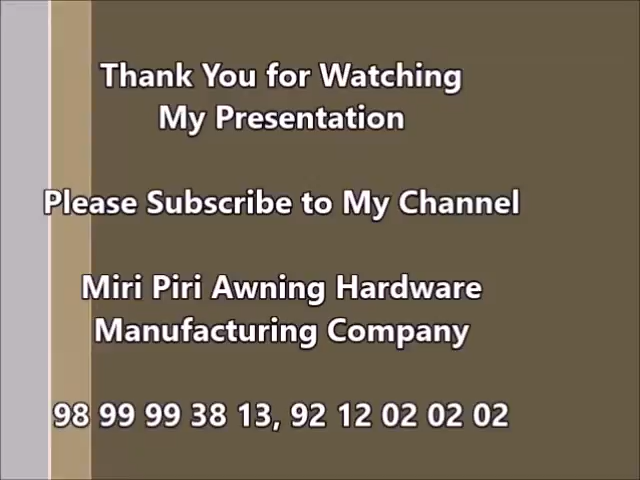 Thank You for Watching
My Presentation
Please Subscribe to My Channel
Miri Piri Awning Hardware
Manufacturing Company
98 99 99 38 13, 92 12 02 02 02